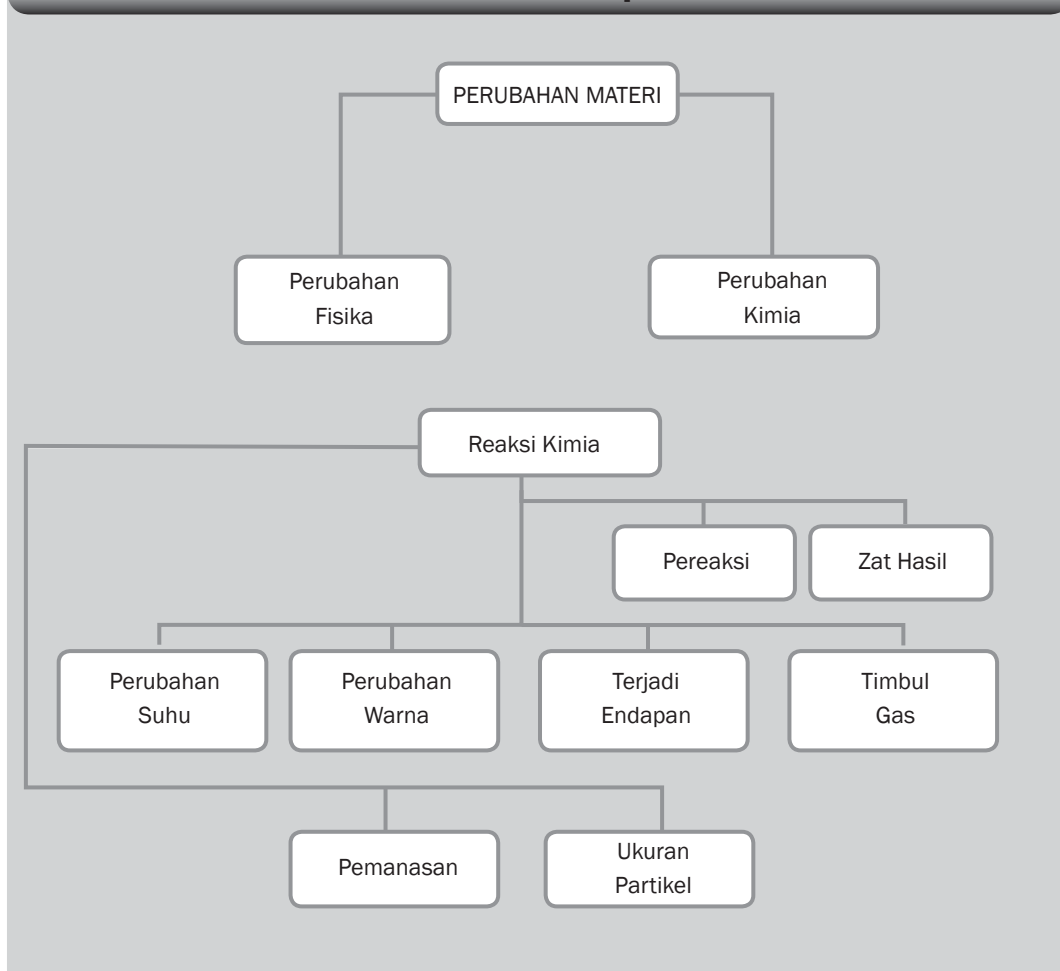 PERUBAHAN MATERI
Perubahan
Fisika
Perubahan
Kimia
Reaksi Kimia
Pereaksi
Zat Hasil
Perubahan
Suhu
Perubahan
Warna
Terjadi
Endapan
Timbul
Gas
Pemanasan
Ukuran
Partikel